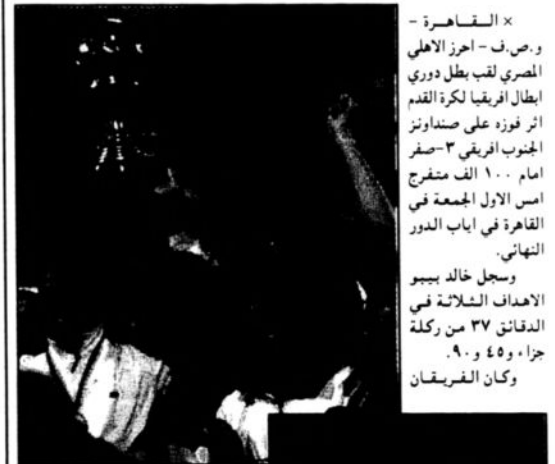 × القاهرة -
و.ص.ف - احرز الاهلي
المصري لقب بطل دوري
ابطال افريقيا لكرة القدم
اثر فوزه على صنداونز
الجنوب افريقي ٣-صفر
امام ١٠٠ الف متفرج
امس الاول الجمعة في
القاهرة في اياب الدور
النهائي.
وسجل خالد بيبو
الاهداف الثلاثة في
الدقائق ٣٧ من ركلة
جزاء و٤٥ و٩٠.
وكان الفريقان